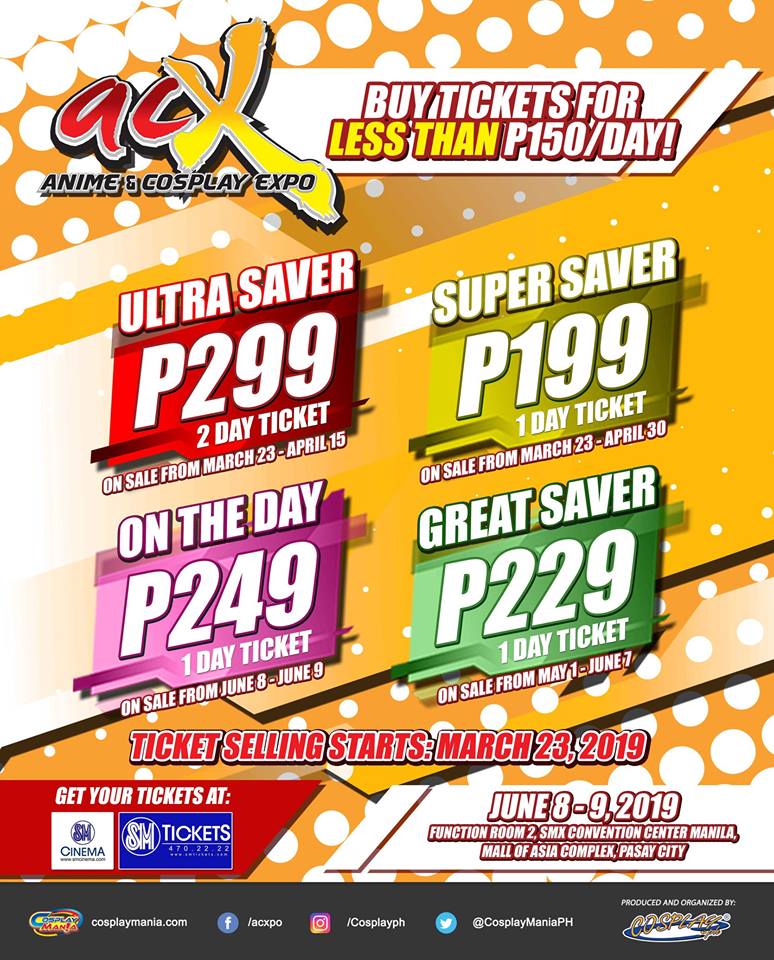 acX
ANIME & COSPLAY EXPO
BUY TICKETS FOR
LESS THAN P150/DAY!
ULTRA SAVER
P299
2 DAY TICKET
ON SALE FROM MARCH 23 - APRIL 15
SUPER SAVER
P199
1 DAY TICKET
ON SALE FROM MARCH 23 - APRIL 30
ON THE DAY
P249
1 DAY TICKET
ON SALE FROM JUNE 8 - JUNE 9
GREAT SAVER
P229
1 DAY TICKET
ON SALE FROM MAY 1 - JUNE 7
TICKET SELLING STARTS: MARCH 23, 2019
GET YOUR TICKETS AT:
SM
CINEMA
www.smcinema.com
SM TICKETS
470.22.22
www.smtickets.com
JUNE 8 - 9, 2019
FUNCTION ROOM 2, SMX CONVENTION CENTER MANILA,
MALL OF ASIA COMPLEX, PASAY CITY
COSPLAY
MANIA
cosplaymania.com
f /acxpo
/Cosplayph
@CosplayManiaPH
PRODUCED AND ORGANIZED BY:
COSPLAY